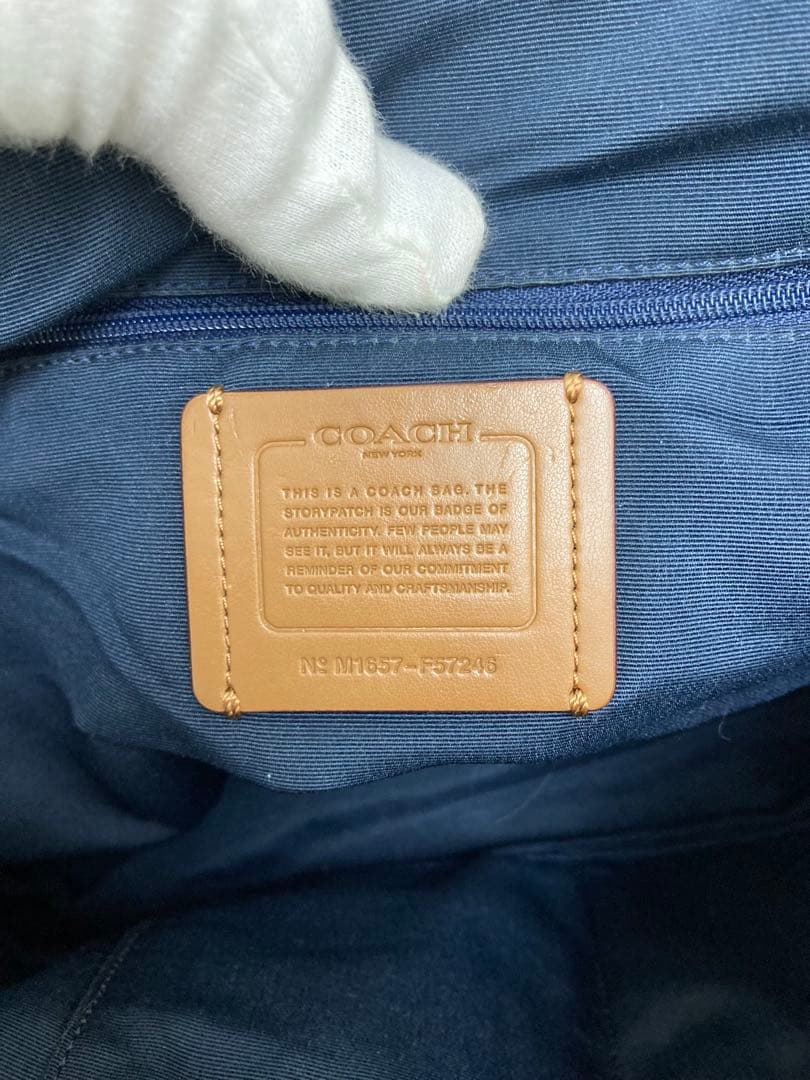 COACH
NEW YORK
THIS IS A COACH BAG. THE
STORYPATCH IS OUR BADGE OF
AUTHENTICITY. FEW PEOPLE MAY
SEE IT, BUT IT WILL ALWAYS BE A
REMINDER OF OUR COMMITMENT
TO QUALITY AND CRAFTSMANSHIP.
Nº M1657-F57246